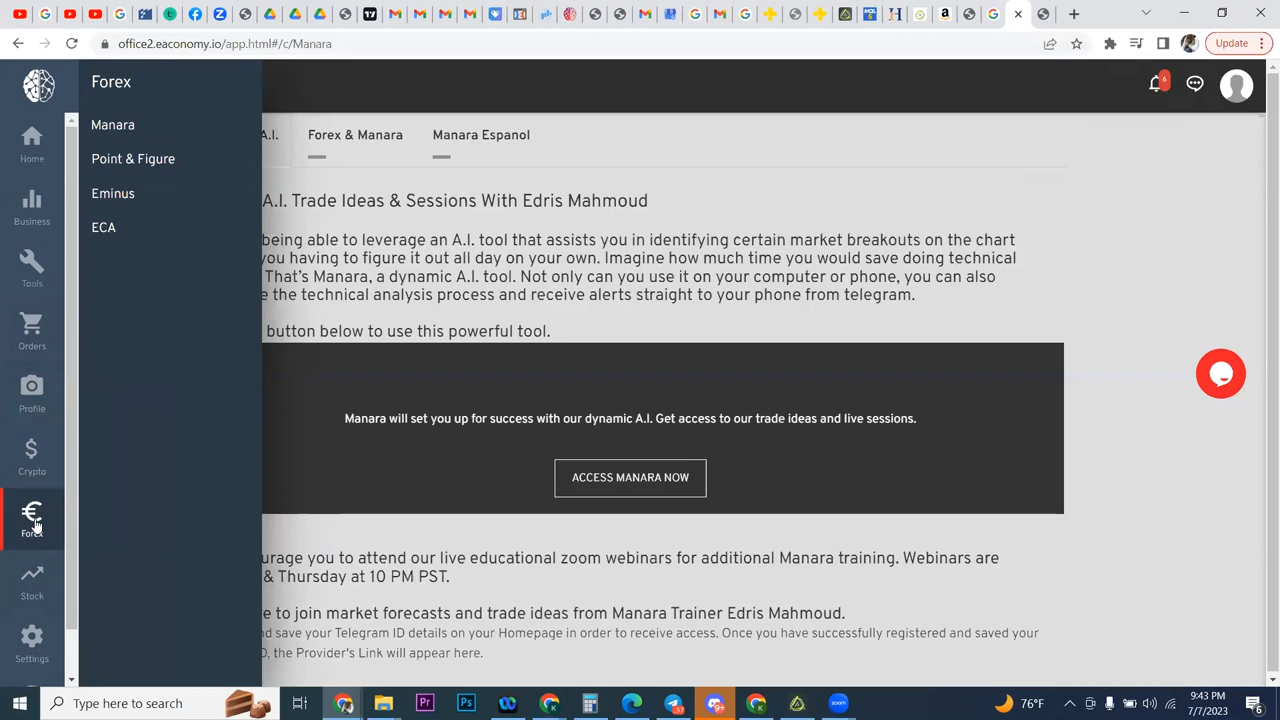 office2.eaconomy.io/app.html#/c/Manara
Update
Forex
6
Manara
Point & Figure
Eminus
ECA
Home
Business
Tools
Orders
Profile
Crypto
Forex
Stock
Settings
A.I.
Forex & Manara
Manara Espanol
A.I. Trade Ideas & Sessions With Edris Mahmoud
being able to leverage an A.I. tool that assists you in identifying certain market breakouts on the chart
you having to figure it out all day on your own. Imagine how much time you would save doing technical
That's Manara, a dynamic A.I. tool. Not only can you use it on your computer or phone, you can also
e the technical analysis process and receive alerts straight to your phone from telegram.
button below to use this powerful tool.
Manara will set you up for success with our dynamic A.I. Get access to our trade ideas and live sessions.
ACCESS MANARA NOW
urage you to attend our live educational zoom webinars for additional Manara training. Webinars are
& Thursday at 10 PM PST.
e to join market forecasts and trade ideas from Manara Trainer Edris Mahmoud.
nd save your Telegram ID details on your Homepage in order to receive access. Once you have successfully registered and saved your
D, the Provider's Link will appear here.
Type here to search
Pr
Ps
76°F
9:43 PM
7/7/2023
6